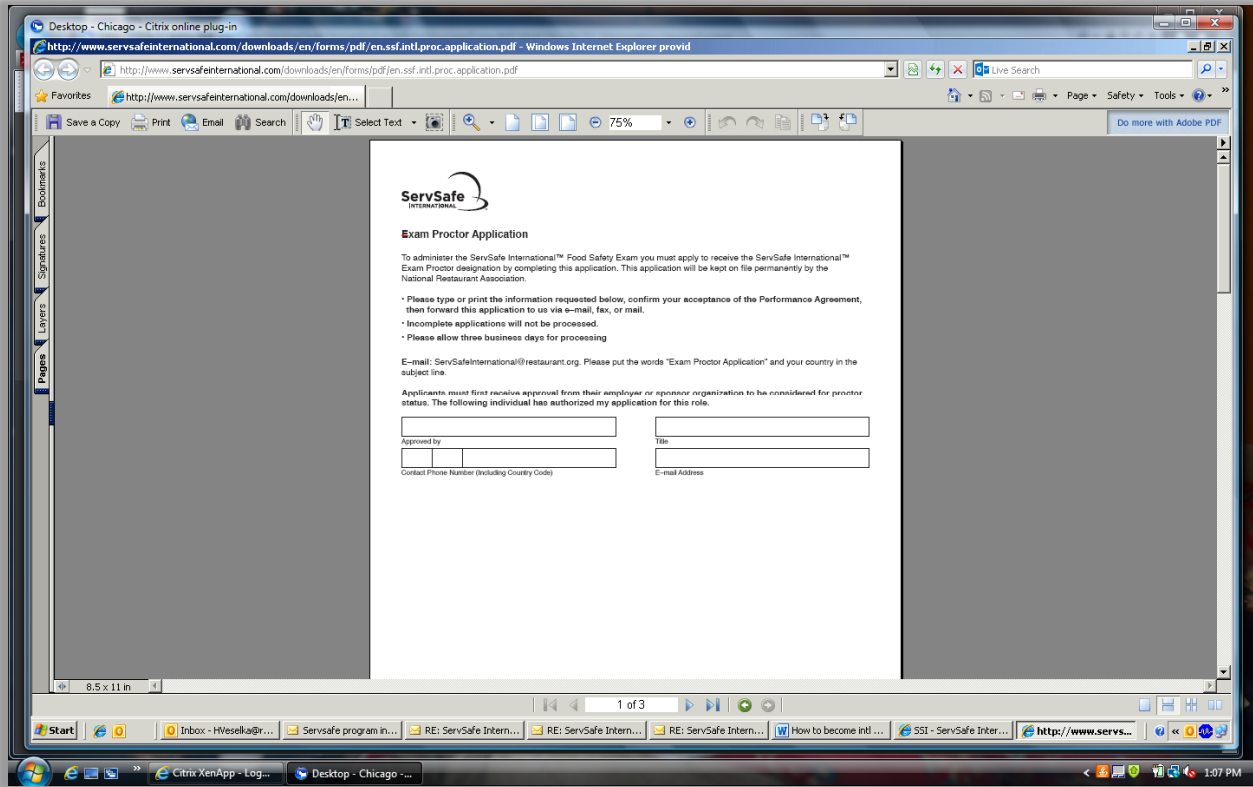 Desktop - Chicago - Citrix online plug-in
http://www.servsafeinternational.com/downloads/en/forms/pdf/en.ssf.intl.proc.application.pdf - Windows Internet Explorer provid
http://www.servsafeinternational.com/downloads/en/forms/pdf/en.ssf.intl.proc.application.pdf
Live Search
Favorites
http://www.servsafeinternational.com/downloads/en...
Page
Safety
Tools
Save a Copy
Print
Email
Search
Select Text
75%
Do more with Adobe PDF
Bookmarks
Signatures
Layers
Pages
ServSafe
INTERNATIONAL
Exam Proctor Application
To administer the ServSafe International™ Food Safety Exam you must apply to receive the ServSafe International™
Exam Proctor designation by completing this application. This application will be kept on file permanently by the
National Restaurant Association.
· Please type or print the information requested below, confirm your acceptance of the Performance Agreement,
then forward this application to us via e–mail, fax, or mail.
· Incomplete applications will not be processed.
· Please allow three business days for processing
E–mail: ServSafeInternational@restaurant.org. Please put the words "Exam Proctor Application" and your country in the
subject line.
Applicants must first receive approval from their employer or sponsor organization to be considered for proctor
status. The following individual has authorized my application for this role.
Approved by
Title
Contact Phone Number (Including Country Code)
E–mail Address
8.5 x 11 in
1 of 3
Start
Inbox - HVeselka@r...
Servsafe program in...
RE: ServSafe Intern...
RE: ServSafe Intern...
RE: ServSafe Intern...
How to become intl ...
SSI - ServSafe Inter...
http://www.servs...
Citrix XenApp - Log...
Desktop - Chicago -...
1:07 PM